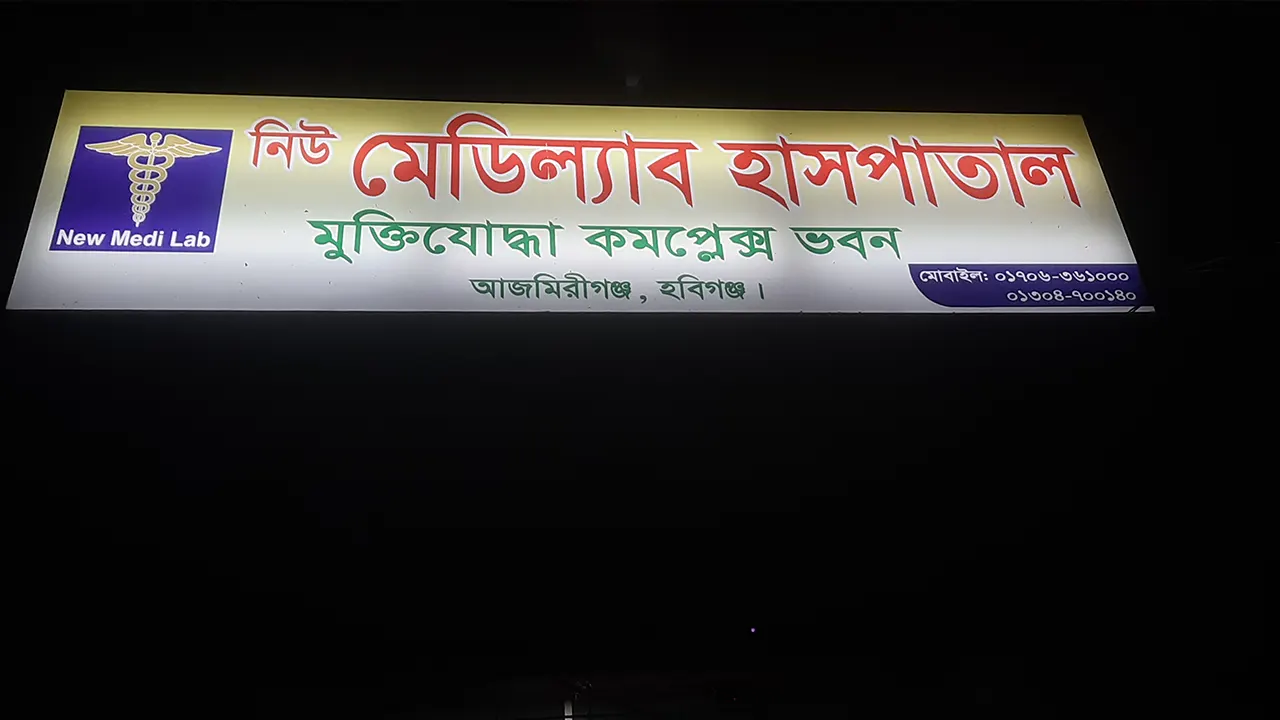 নিউ মেডিল্যাব হাসপাতাল
New Medi Lab
মুক্তিযোদ্ধা কমপ্লেক্স ভবন
আজমিরীগঞ্জ, হবিগঞ্জ।
মোবাইল: ০১৭০৬-৩৬১০০০
০১৩০৪-৭০০১৪০